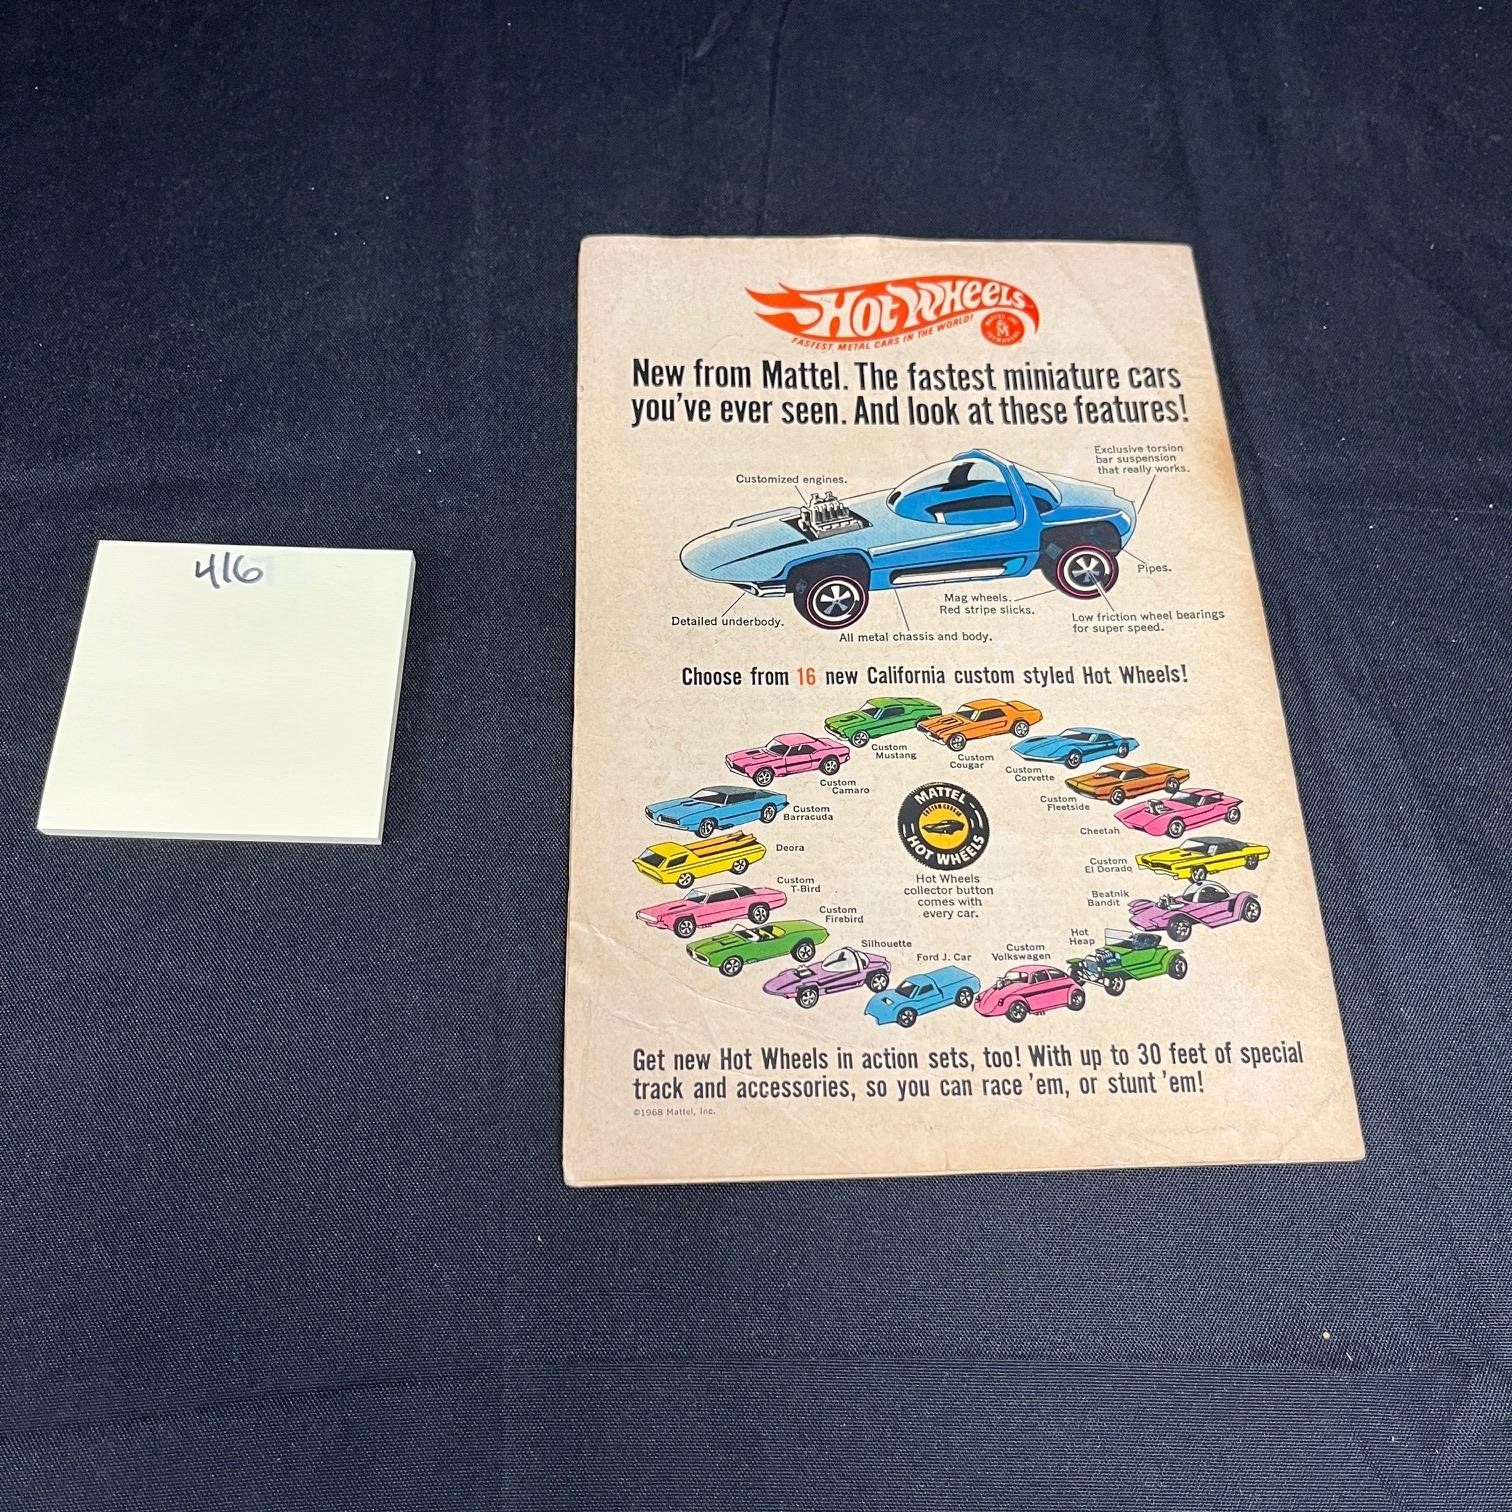 416
Hot Wheels
FASTEST METAL CARS IN THE WORLD!
New from Mattel. The fastest miniature cars
you've ever seen. And look at these features!
Exclusive torsion
bar suspension
that really works.
Customized engines.
Pipes.
Mag wheels.
Red stripe slicks.
Low friction wheel bearings
for super speed.
Detailed underbody.
All metal chassis and body.
Choose from 16 new California custom styled Hot Wheels!
Custom
Mustang
Custom
Cougar
Custom
Corvette
Custom
Camaro
Custom
Fleetside
Custom
Barracuda
Cheetah
Deora
Custom
El Dorado
Custom
T-Bird
Beatnik
Bandit
Custom
Firebird
Hot
Heap
Silhouette
Ford J. Car
Custom
Volkswagen
MATTEL
HOT WHEELS
Hot Wheels
collector button
comes with
every car.
Get new Hot Wheels in action sets, too! With up to 30 feet of special
track and accessories, so you can race 'em, or stunt 'em!
©1968 Mattel, Inc.